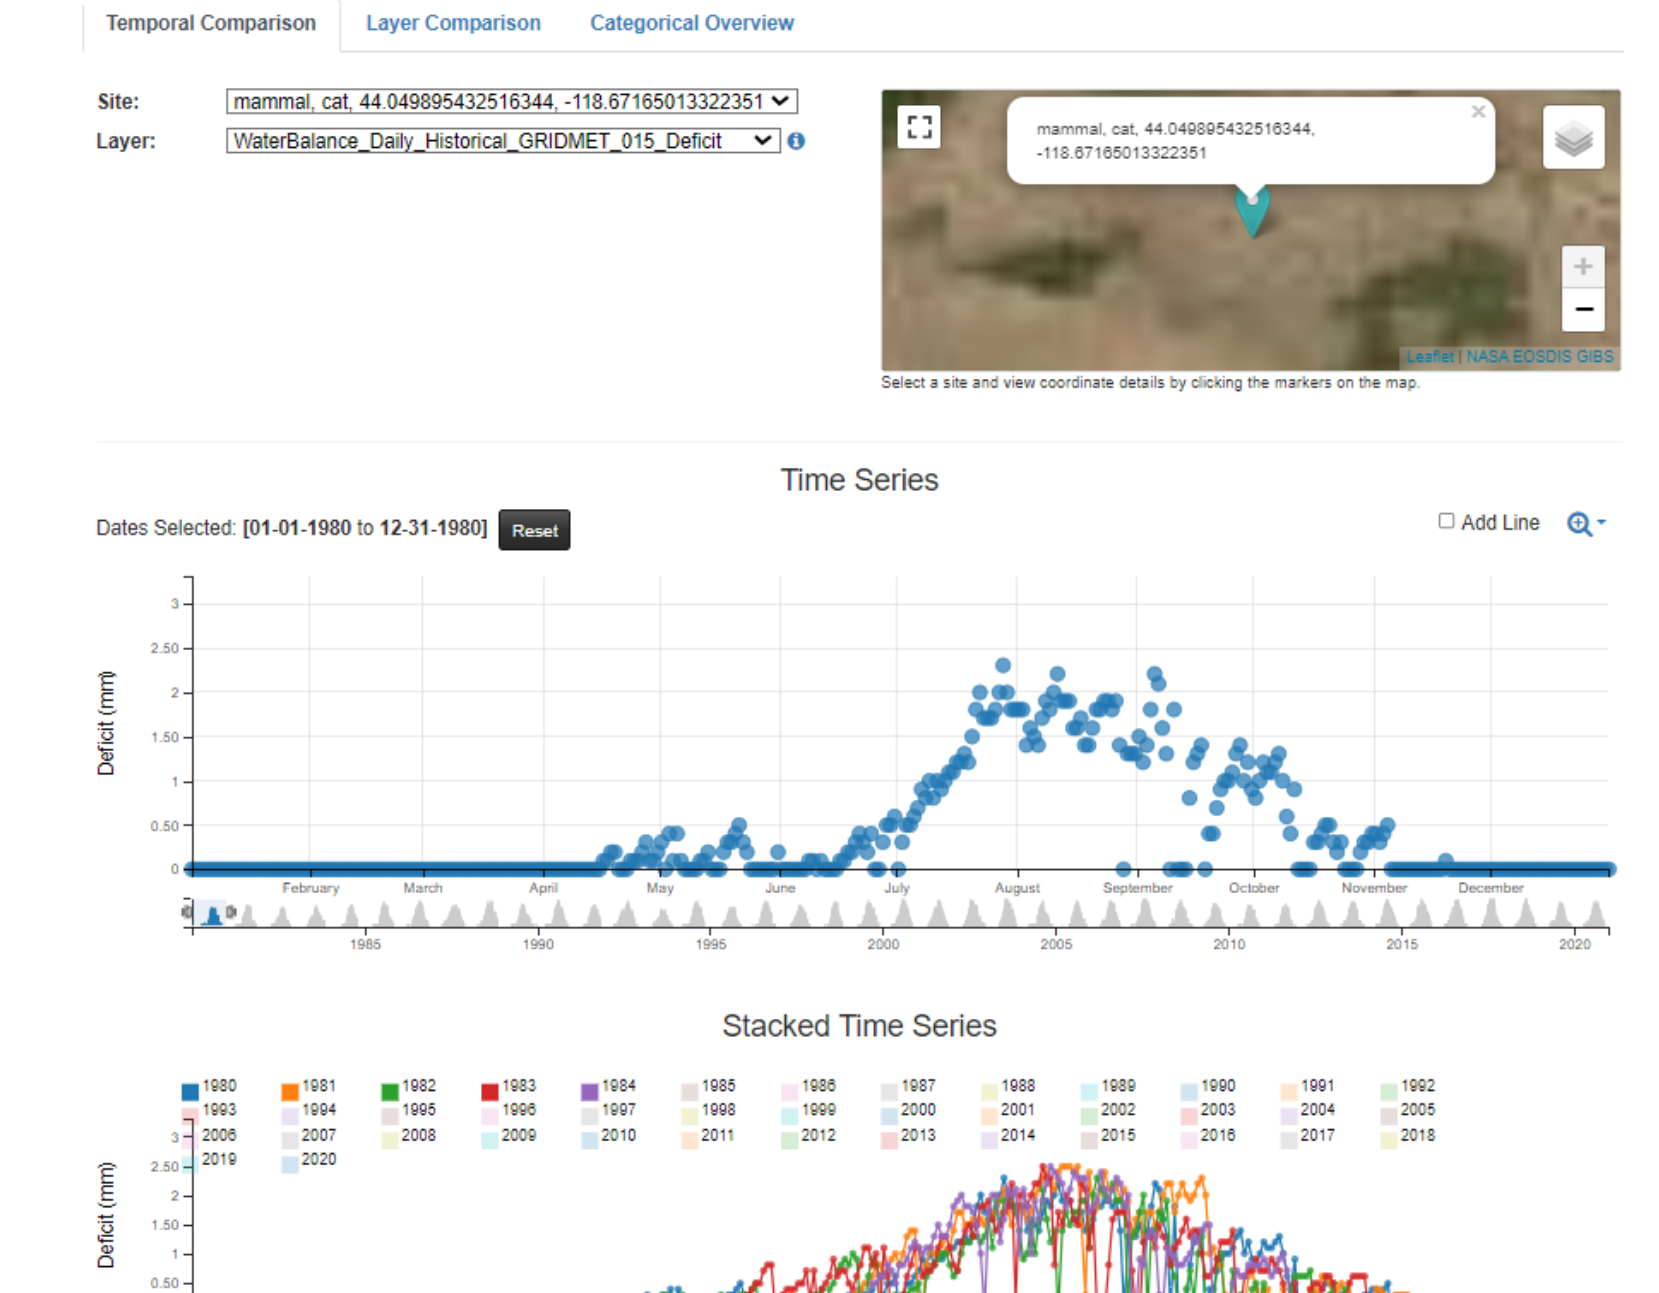 Temporal Comparison Layer Comparison Categorical Overview
Site: mammal, cat, 44.049895432516344, -118.67165013322351
Layer: WaterBalance_Daily_Historical_GRIDMET_015_Deficit
mammal, cat, 44.049895432516344,
-118.67165013322351
×
+
−
Leaflet | NASA EOSDIS GIBS
Select a site and view coordinate details by clicking the markers on the map.
Time Series
Dates Selected: [01-01-1980 to 12-31-1980] Reset
Add Line
Deficit (mm)
3
2.50
2
1.50
1
0.50
0
February March April May June July August September October November December
1985 1990 1995 2000 2005 2010 2015 2020
Stacked Time Series
1980 1981 1982 1983 1984 1985 1986 1987 1988 1989 1990 1991 1992
1993 1994 1995 1996 1997 1998 1999 2000 2001 2002 2003 2004 2005
2006 2007 2008 2009 2010 2011 2012 2013 2014 2015 2016 2017 2018
2019 2020
Deficit (mm)
3
2.50
2
1.50
1
0.50